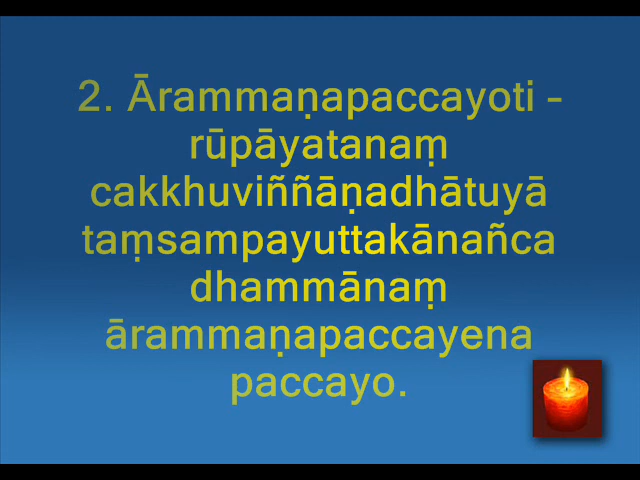 2. Ārammaṇapaccayoti –
rūpāyatanaṃ
cakkhuviññāṇadhātuyā
taṃsampayuttakānañca
dhammānaṃ
ārammaṇapaccayena
paccayo.